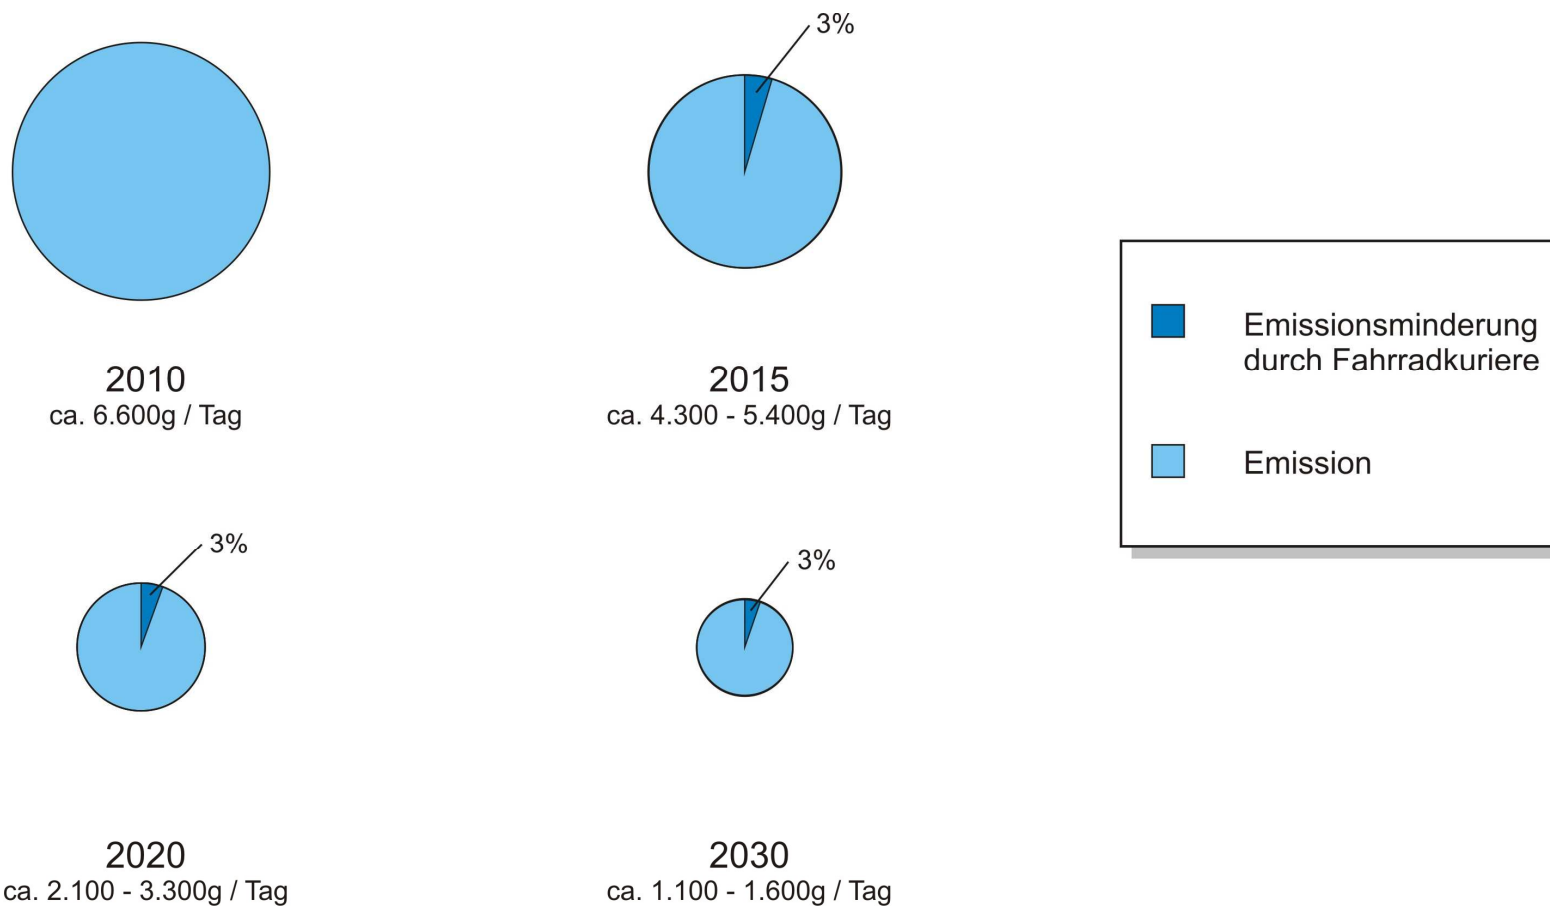 3%
2010
ca. 6.600g / Tag
2015
ca. 4.300 - 5.400g / Tag
Emissionsminderung
durch Fahrradkuriere
Emission
3%
3%
2020
ca. 2.100 - 3.300g / Tag
2030
ca. 1.100 - 1.600g / Tag